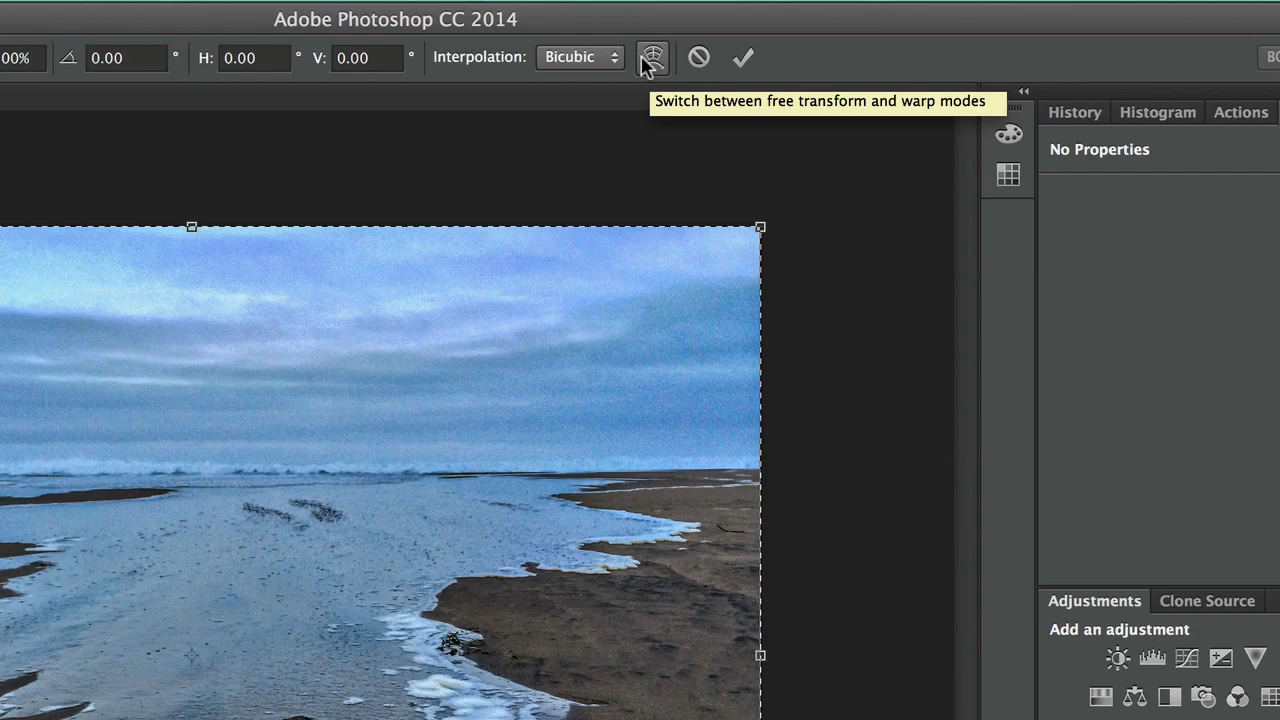 Adobe Photoshop CC 2014
00% 0.00 ° H: 0.00 ° V: 0.00 ° Interpolation: Bicubic
Switch between free transform and warp modes
History Histogram Actions
No Properties
Adjustments Clone Source
Add an adjustment